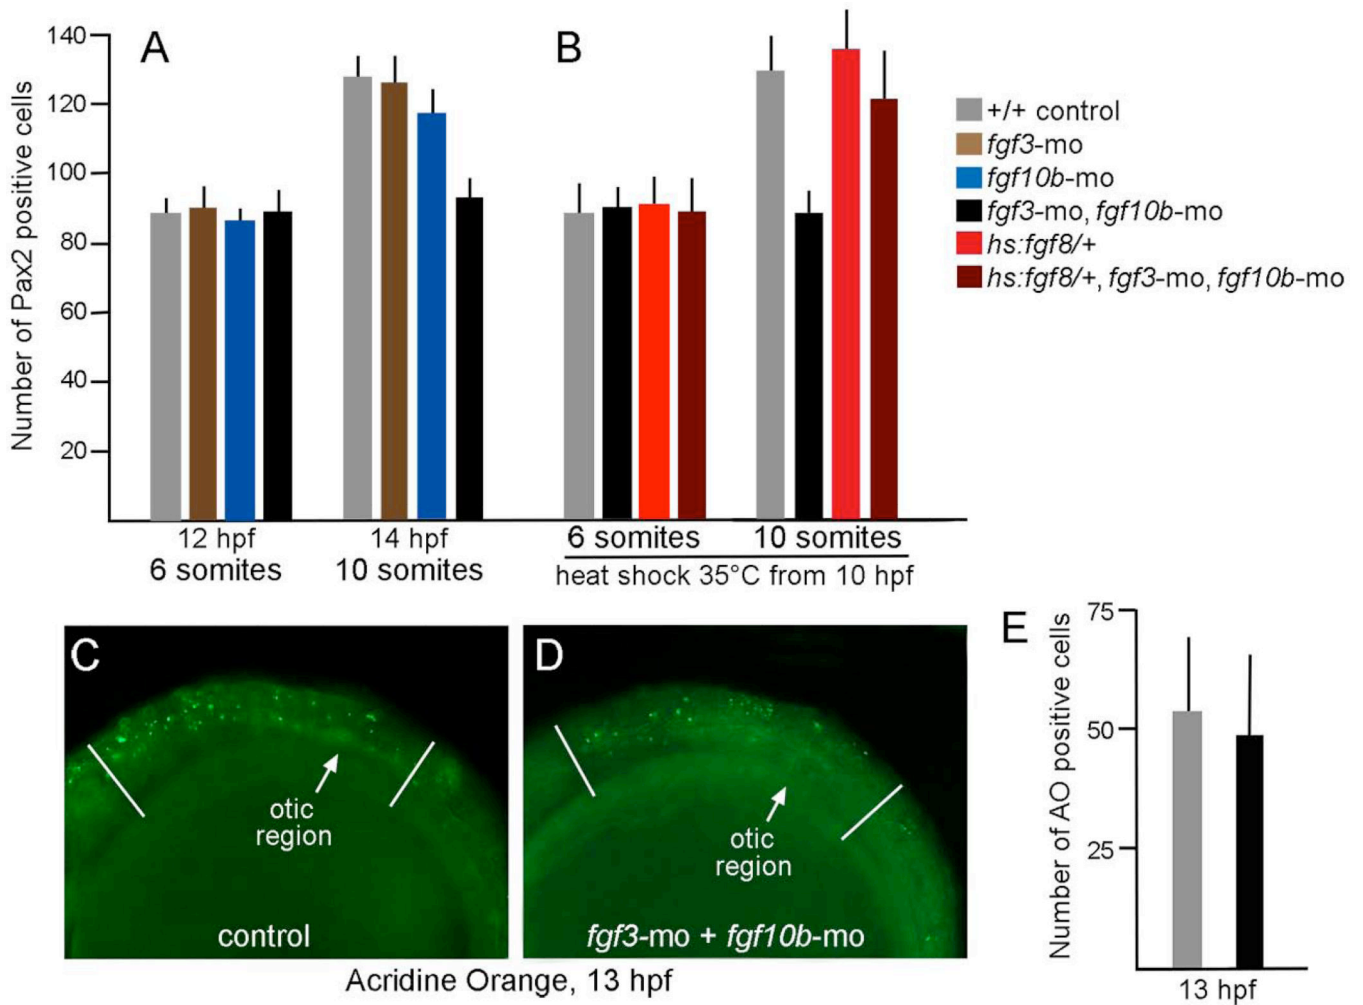 A
B
Number of Pax2 positive cells
140
120
100
80
60
40
20
12 hpf
6 somites
14 hpf
10 somites
6 somites
10 somites
heat shock 35°C from 10 hpf
+/+ control
fgf3-mo
fgf10b-mo
fgf3-mo, fgf10b-mo
hs:fgf8/+
hs:fgf8/+, fgf3-mo, fgf10b-mo
C
otic
region
control
D
otic
region
fgf3-mo + fgf10b-mo
Acridine Orange, 13 hpf
E
Number of AO positive cells
75
50
25
13 hpf